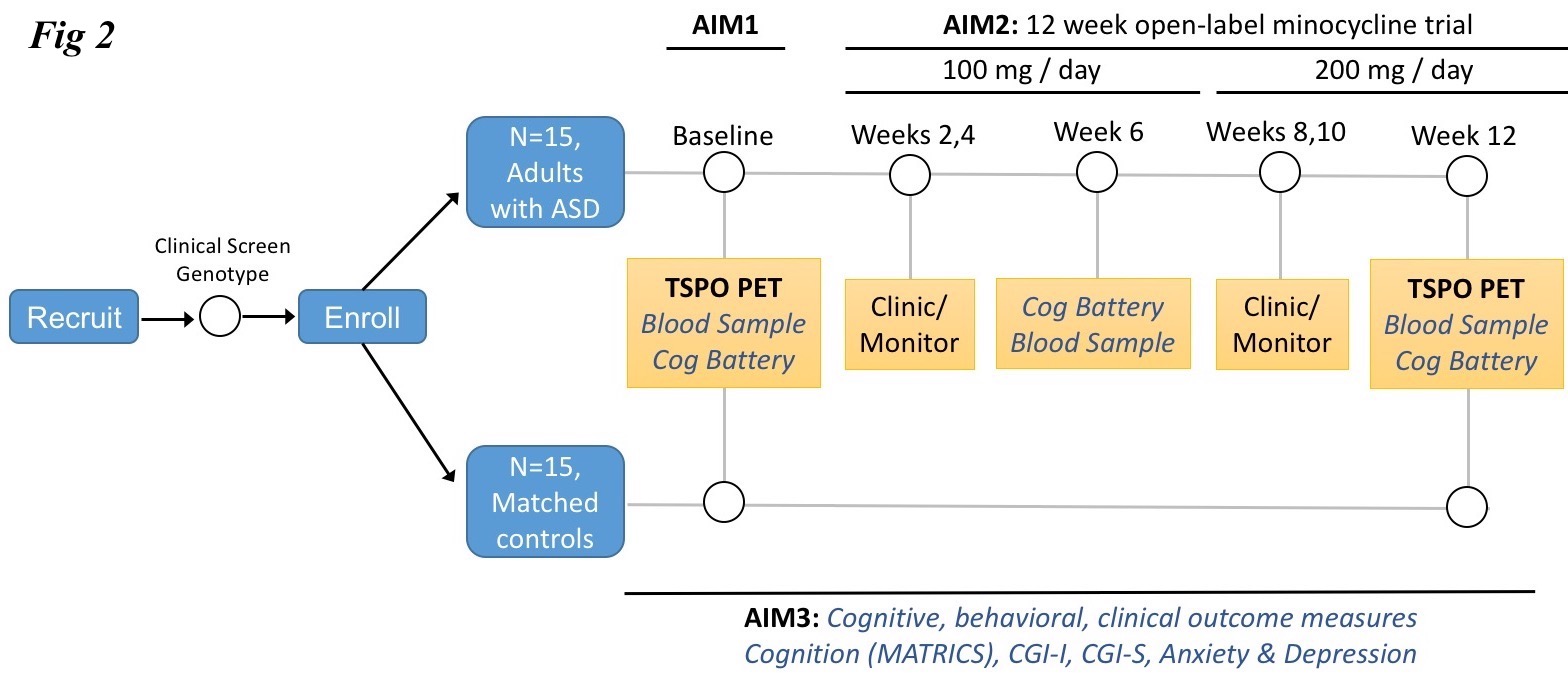 Fig 2
AIM1
AIM2: 12 week open-label minocycline trial
100 mg / day
200 mg / day
Baseline
Weeks 2,4
Week 6
Weeks 8,10
Week 12
N=15,
Adults
with ASD
Clinical Screen
Genotype
Recruit
Enroll
TSPO PET
Blood Sample
Cog Battery
Clinic/
Monitor
Cog Battery
Blood Sample
Clinic/
Monitor
TSPO PET
Blood Sample
Cog Battery
N=15,
Matched
controls
AIM3: Cognitive, behavioral, clinical outcome measures
Cognition (MATRICS), CGI-I, CGI-S, Anxiety & Depression